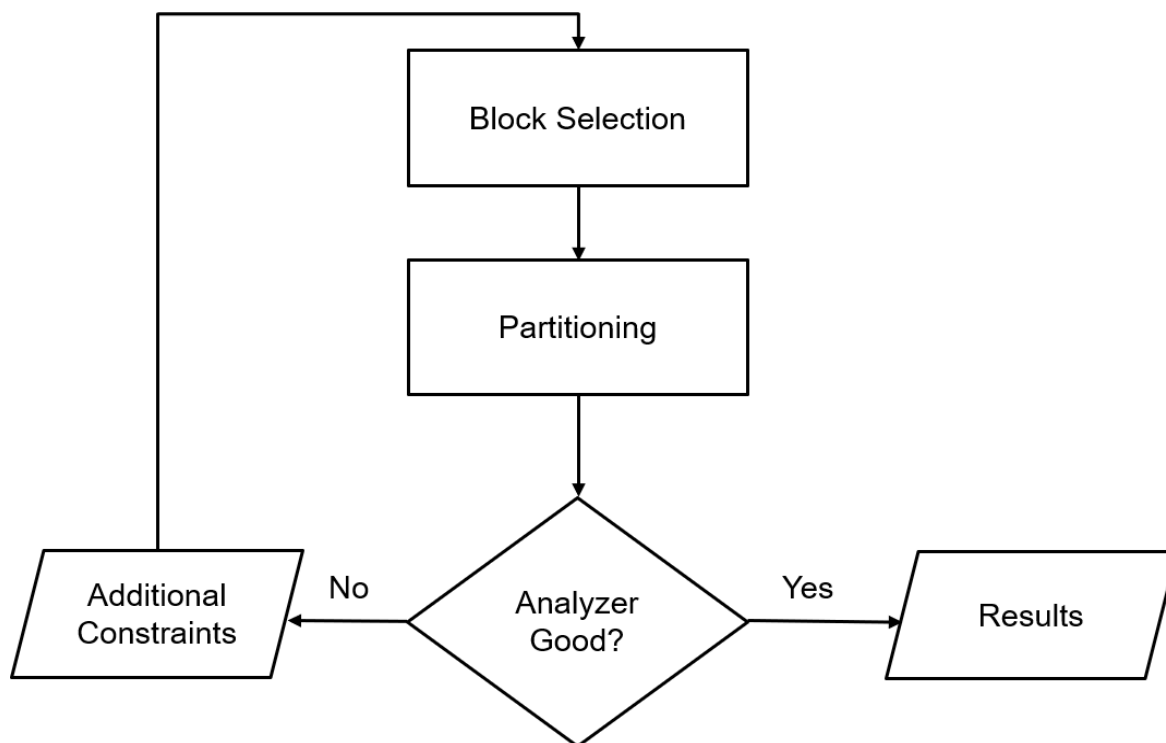 Block Selection
Partitioning
No
Yes
Additional
Constraints
Analyzer
Good?
Results